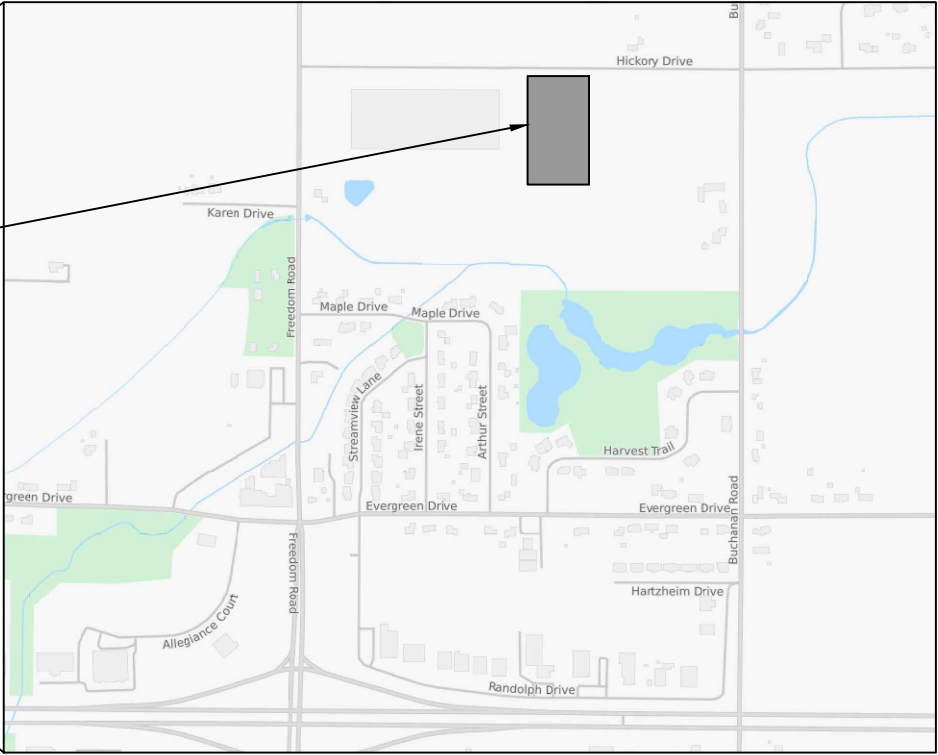 Bu
Hickory Drive
Karen Drive
Freedom Road
Maple Drive
Maple Drive
Streamview Lane
Irene Street
Arthur Street
Harvest Trail
rgreen Drive
Evergreen Drive
Evergreen Drive
Buchanan Road
Freedom Road
Hartzheim Drive
Allegiance Court
Randolph Drive